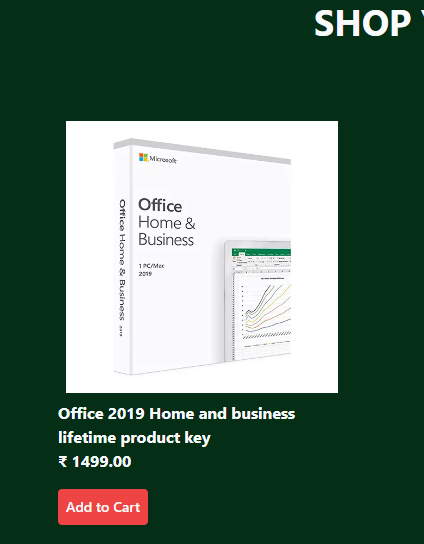 SHOP
Microsoft
Office
Home &
Business
1 PC/Mac
2019
Office Home & Business 2019
Office 2019 Home and business
lifetime product key
₹ 1499.00
Add to Cart